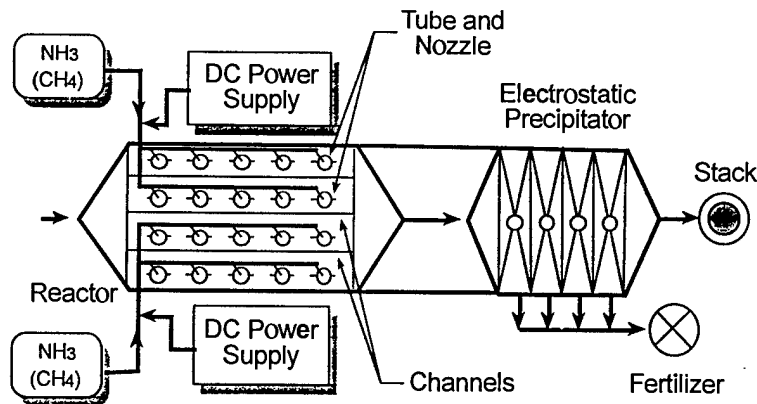 NH3
(CH4)
DC Power
Supply
Tube and
Nozzle
Electrostatic
Precipitator
Stack
Reactor
NH3
(CH4)
DC Power
Supply
Channels
Fertilizer